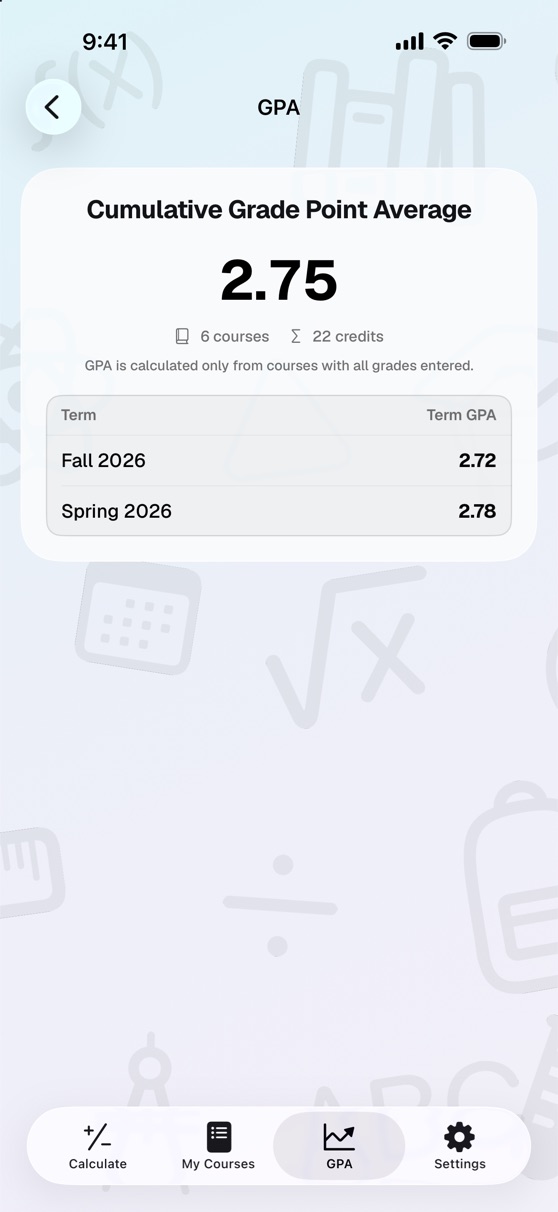 9:41
GPA
Cumulative Grade Point Average
2.75
6 courses Σ 22 credits
GPA is calculated only from courses with all grades entered.
Term Term GPA
Fall 2026 2.72
Spring 2026 2.78
f(x)
√x
÷
ABC
+/− 
Calculate My Courses GPA Settings